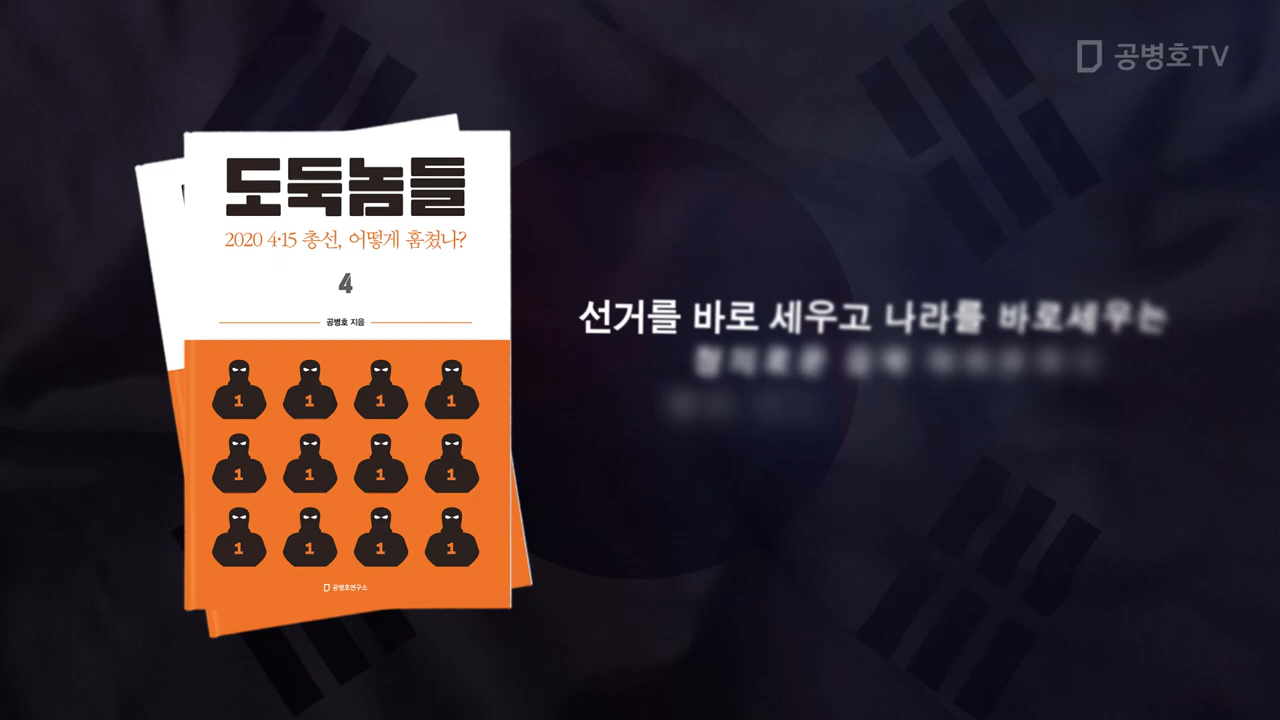 공병호TV
도둑놈들
2020 4·15 총선, 어떻게 훔쳤나?
4
공병호 지음
1 1 1 1
1 1 1 1
1 1 1 1
공병호연구소
선거를 바로 세우고 나라를 바로세우는